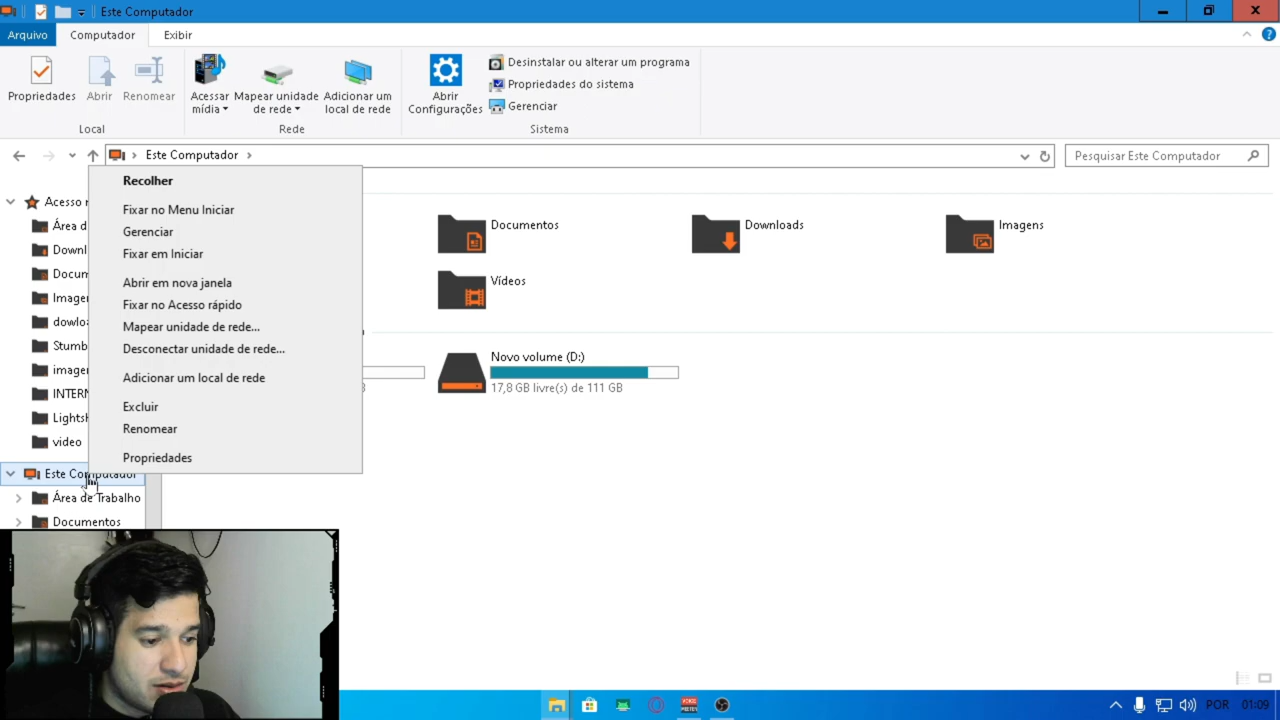 Este Computador
Arquivo
Computador
Exibir
Propriedades
Abrir
Renomear
Local
Acessar
mídia
Mapear unidade
de rede
Adicionar um
local de rede
Rede
Abrir
Configurações
Desinstalar ou alterar um programa
Propriedades do sistema
Gerenciar
Sistema
Este Computador
Pesquisar Este Computador
Acesso
Área d
Downl
Docum
Imagen
dowloa
Stumb
image
INTERN
Lightsh
video
Este Computador
Área de Trabalho
Documentos
Recolher
Fixar no Menu Iniciar
Gerenciar
Fixar em Iniciar
Abrir em nova janela
Fixar no Acesso rápido
Mapear unidade de rede...
Desconectar unidade de rede...
Adicionar um local de rede
Excluir
Renomear
Propriedades
Documentos
Downloads
Imagens
Vídeos
Novo volume (D:)
17,8 GB livre(s) de 111 GB
POR
01:09